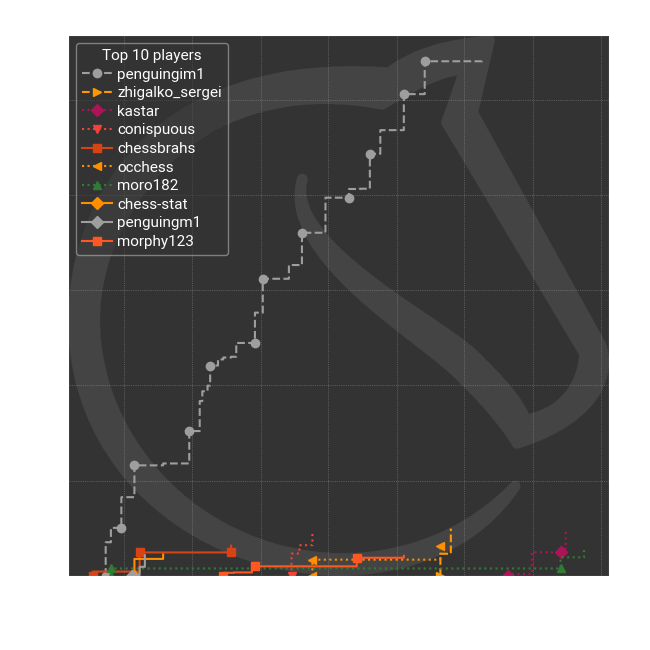 Top 10 players
penguingim1
zhigalko_sergei
kastar
conispuous
chessbrahs
occhess
moro182
chess-stat
penguingm1
morphy123